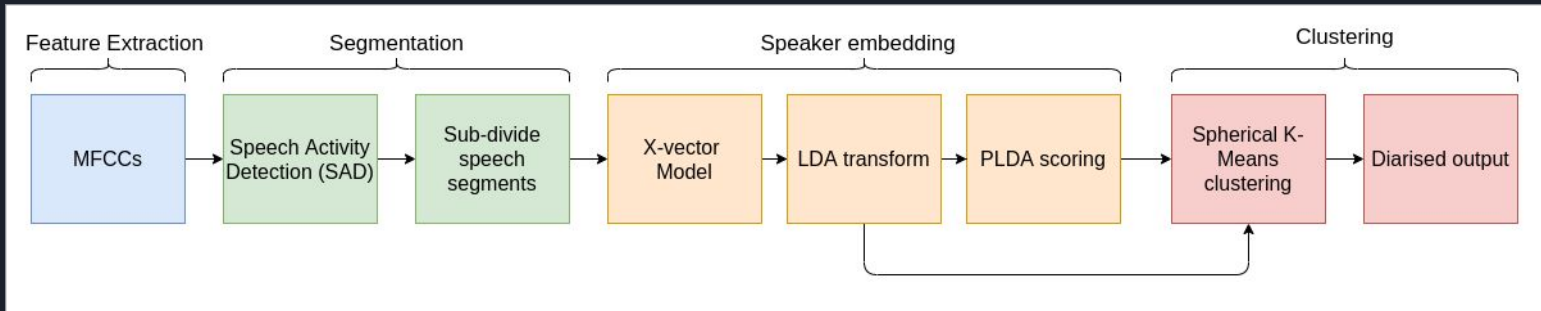 Feature Extraction
Segmentation
Speaker embedding
Clustering
MFCCs
Speech Activity
Detection (SAD)
Sub-divide
speech
segments
X-vector
Model
LDA transform
PLDA scoring
Spherical K-
Means
clustering
Diarised output